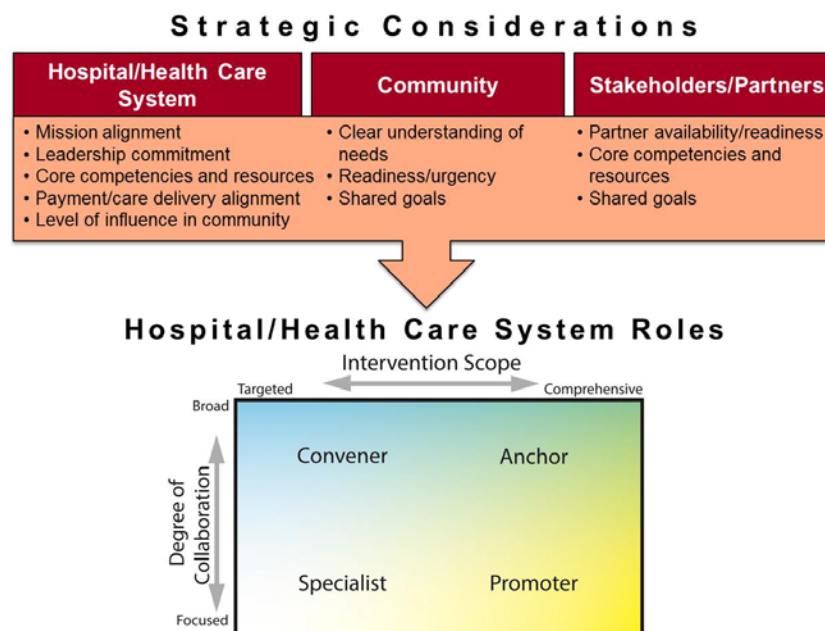 Strategic Considerations
Hospital/Health Care
System
• Mission alignment
• Leadership commitment
• Core competencies and resources
• Payment/care delivery alignment
• Level of influence in community
Community
• Clear understanding of
needs
• Readiness/urgency
• Shared goals
Stakeholders/Partners
• Partner availability/readiness
• Core competencies and
resources
• Shared goals
Hospital/Health Care System Roles
Intervention Scope
Targeted
Comprehensive
Broad
Degree of
Collaboration
Focused
Convener
Anchor
Specialist
Promoter